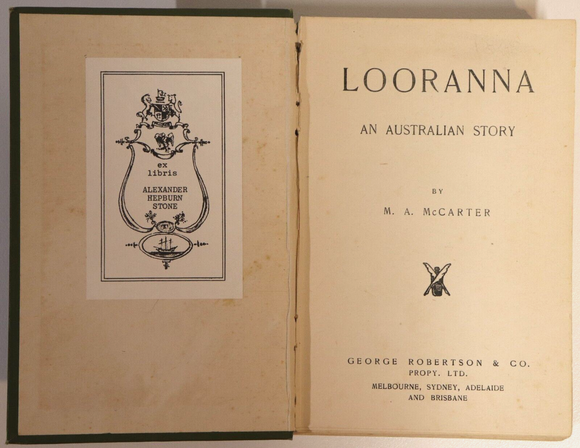 ex
libris
ALEXANDER
HEPBURN
STONE
LOORANNA
AN AUSTRALIAN STORY
BY
M. A. McCARTER
GEORGE ROBERTSON & CO.
PROPY. LTD.
MELBOURNE, SYDNEY, ADELAIDE
AND BRISBANE